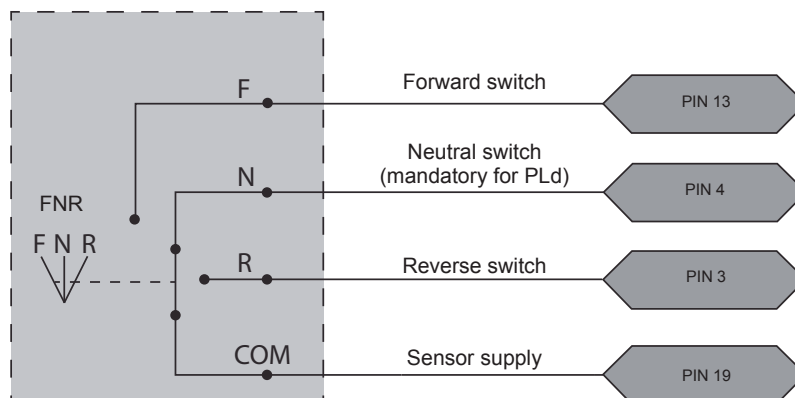 F
Forward switch
PIN 13
Neutral switch
(mandatory for PLd)
N
PIN 4
FNR
F N R
R
Reverse switch
PIN 3
COM
Sensor supply
PIN 19